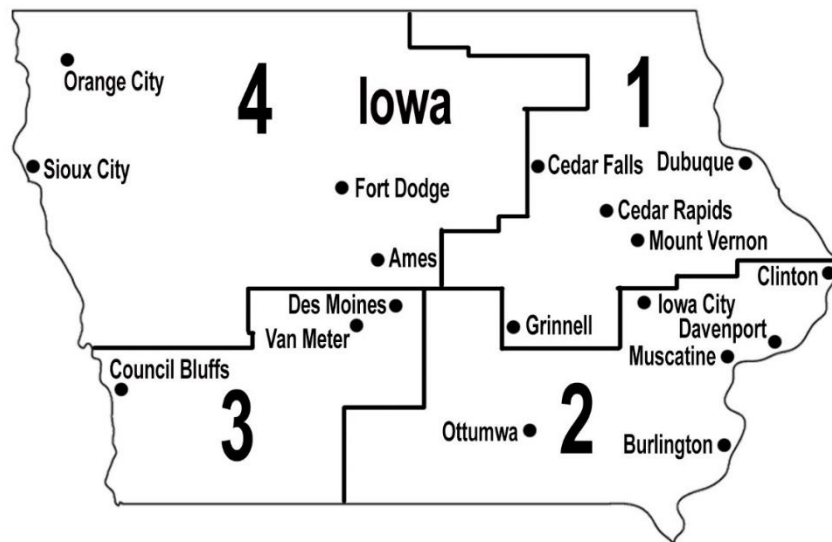 Orange City
4
Iowa
1
Sioux City
Fort Dodge
Cedar Falls
Dubuque
Cedar Rapids
Mount Vernon
Ames
Clinton
Des Moines
Iowa City
Van Meter
Grinnell
Davenport
Muscatine
Council Bluffs
3
Ottumwa
2
Burlington